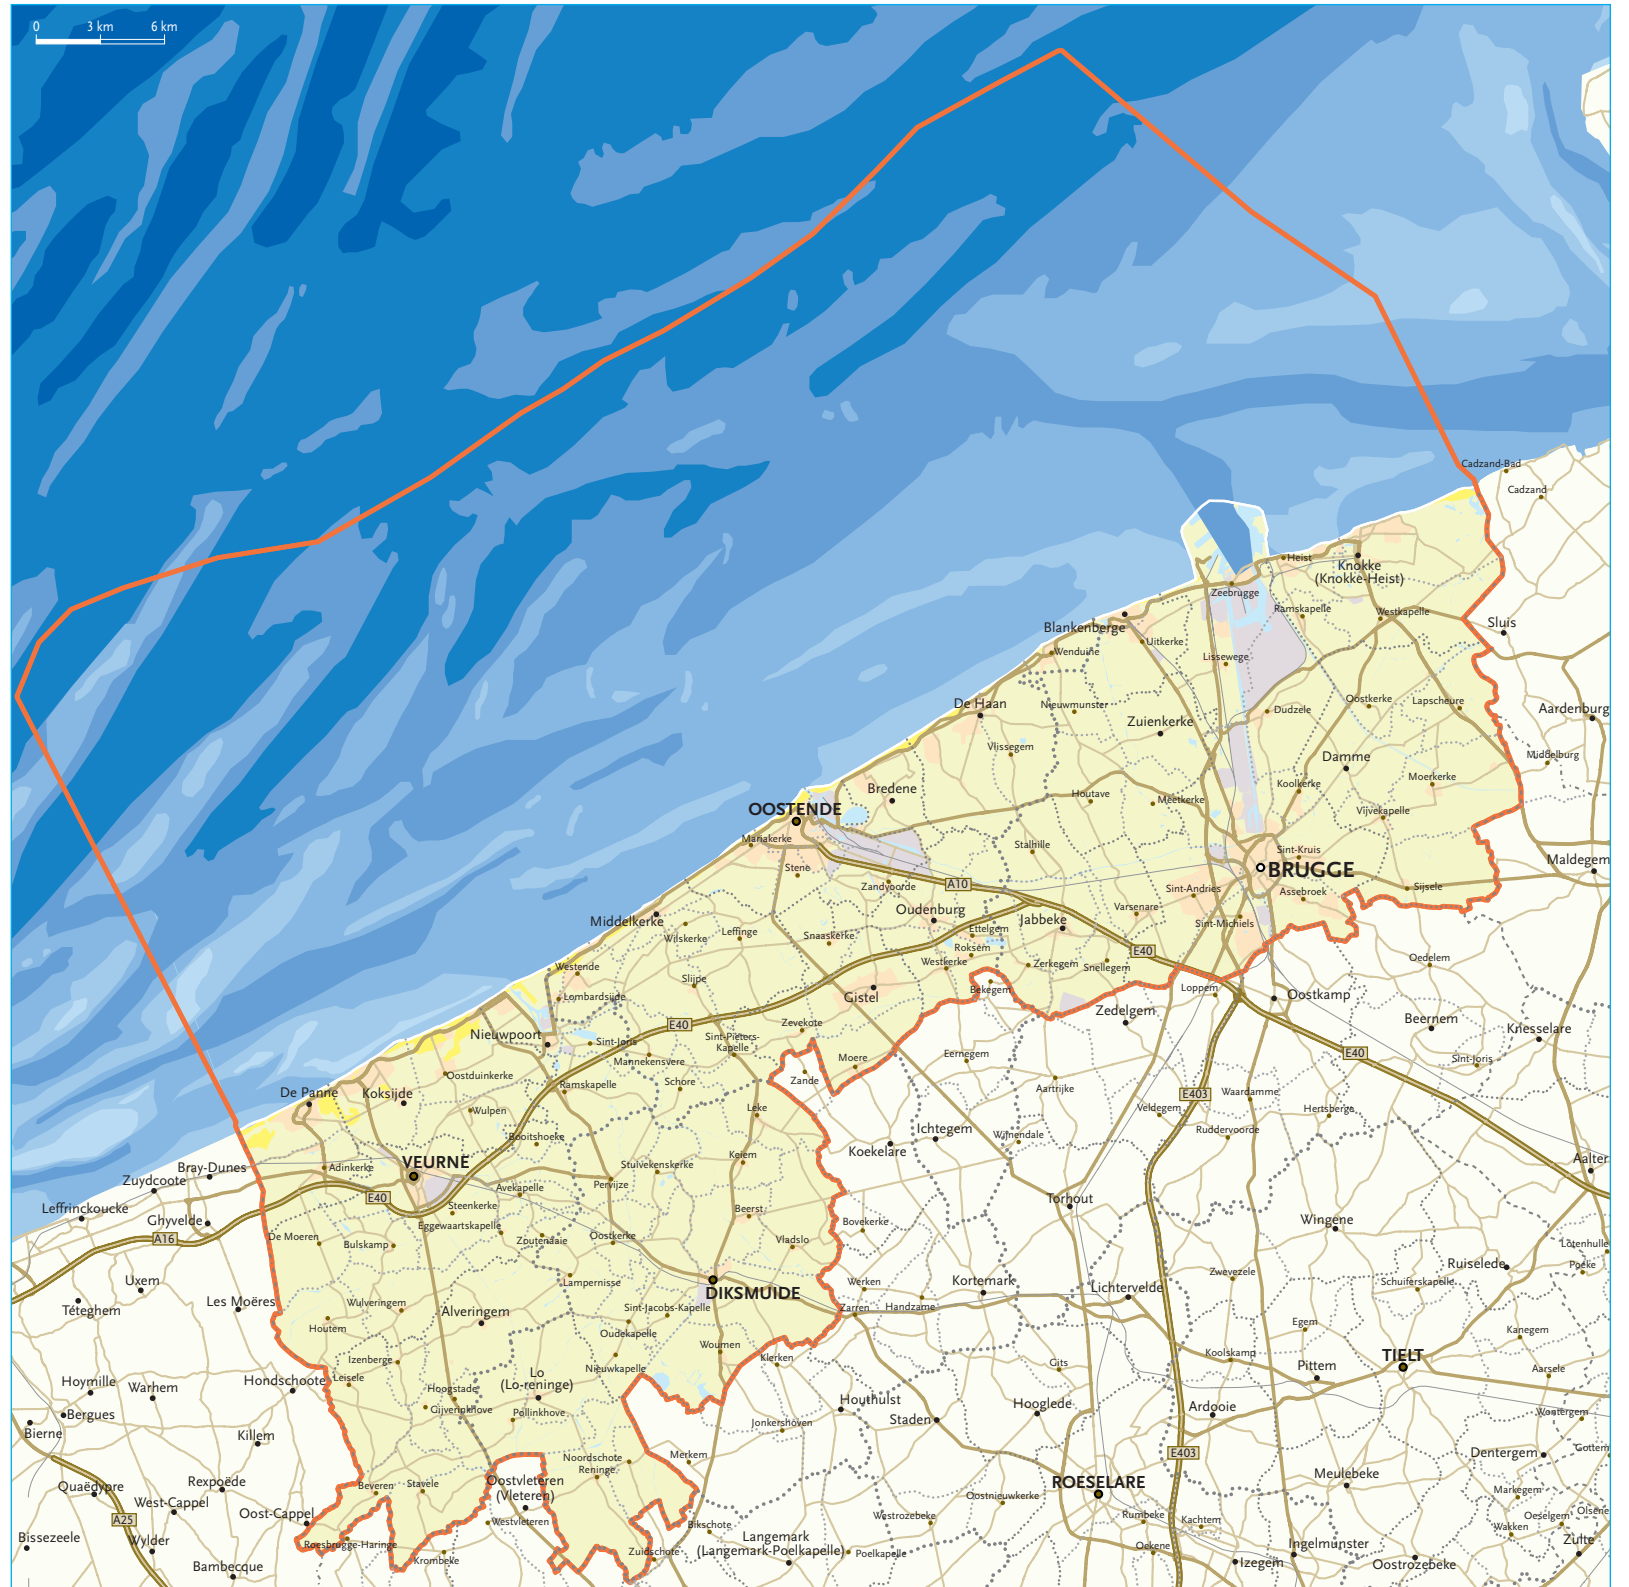 0 3 km 6 km
Cadzand-Bad
Cadzand
Heist
Knokke
(Knokke-Heist)
Zeebrugge
Ramskapelle
Westkapelle
Sluis
Blankenberge
Uitkerke
Wenduine
Lissewege
De Haan
Nieuwmunster
Zuienkerke
Dudzele
Oostkerke
Lapscheure
Aardenburg
Vlissegem
Damme
Middelburg
Bredene
Houtave
Meetkerke
Koolkerke
Moerkerke
OOSTENDE
Vijvekapelle
Mariakerke
Stalhille
Sint-Kruis
Maldegem
Stene
BRUGGE
Zandvoorde
A10
Sint-Andries
Assebroek
Sijsele
Middelkerke
Oudenburg
Jabbeke
Varsenare
Sint-Michiels
Wilskerke
Leffinge
Snaaskerke
Ettelgem
Roksem
E40
Westkerke
Zerkegem
Snellegem
Oedelem
Westende
Slijpe
Lombardsijde
Gistel
Bekegem
Loppem
Oostkamp
Zedelgem
Nieuwpoort
E40
Zevekote
Sint-Pieters-
Kapelle
Beernem
Knesselare
Sint-Joris
Mannekensvere
Moere
Eernegem
E40
Sint-Joris
Oostduinkerke
Ramskapelle
Schore
Zande
Aartrijke
E403
Waardamme
De Panne
Koksijde
Wulpen
Leke
Veldegem
Hertsberge
Booitshoeke
Ichtegem
Wijnendale
Ruddervoorde
Koekelare
Keiem
Aalter
Bray-Dunes
VEURNE
Adinkerke
Stuivekenskerke
Zuydcoote
Avekapelle
Pervijze
Torhout
E40
Leffrinckoucke
Steenkerke
Beerst
Ghyvelde
Eggewaartskapelle
Bovekerke
Wingene
A16
De Moeren
Bulskamp
Zoutenaaie
Oostkerke
Vladslo
Lotenhulle
Ruiselede
Poeke
Uxem
Lampernisse
DIKSMUIDE
Werken
Kortemark
Zwevezele
Schuiferskapelle
Lichtervelde
Téteghem
Les Moëres
Wulveringem
Alveringem
Sint-Jacobs-Kapelle
Zarren
Handzame
Houtem
Oudekapelle
Egem
Kanegem
Woumen
Izenberge
Nieuwkapelle
Klerken
Gits
Koolskamp
Pittem
TIELT
Aarsele
Hoymille
Warhem
Hondschoote
Leisele
Lo
(Lo-reninge)
Hoogstade
Gijverinkhove
Pollinkhove
Houthulst
Hooglede
Ardooie
Bergues
Staden
Wontergem
Bierne
Killem
Jonkershoven
Dentergem
Gottem
Noordschote
Merkem
E403
Reninge
Meulebeke
Quaëdypre
Rexpoëde
Beveren
Stavele
Oostvleteren
(Vleteren)
ROESELARE
Markegem
West-Cappel
Oostnieuwkerke
Oost-Cappel
Westvleteren
Westrozebeke
Rumbeke
Kachtem
Oeselgem
Olsene
A25
Bikschote
Wakken
Bissezeele
Wylder
Roesbrugge-Haringe
Langemark
(Langemark-Poelkapelle)
Poelkapelle
Oekene
Ingelmunster
Zulte
Krombeke
Zuidschote
Izegem
Oostrozebeke
Bambecque